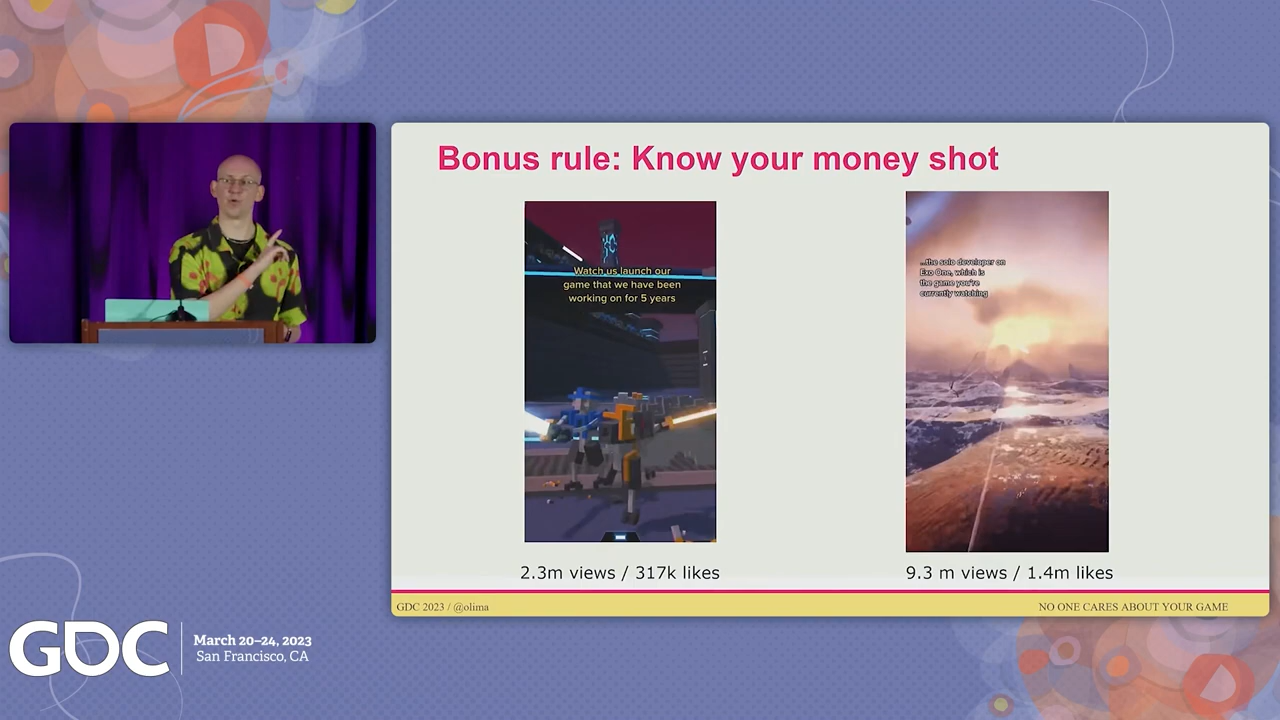 Bonus rule: Know your money shot
Watch us launch our
game that we have been
working on for 5 years
...the solo developer on
Exo One, which is
the game you're
currently watching
2.3m views / 317k likes
9.3 m views / 1.4m likes
GDC 2023 / @olima
NO ONE CARES ABOUT YOUR GAME
GDC
March 20–24, 2023
San Francisco, CA